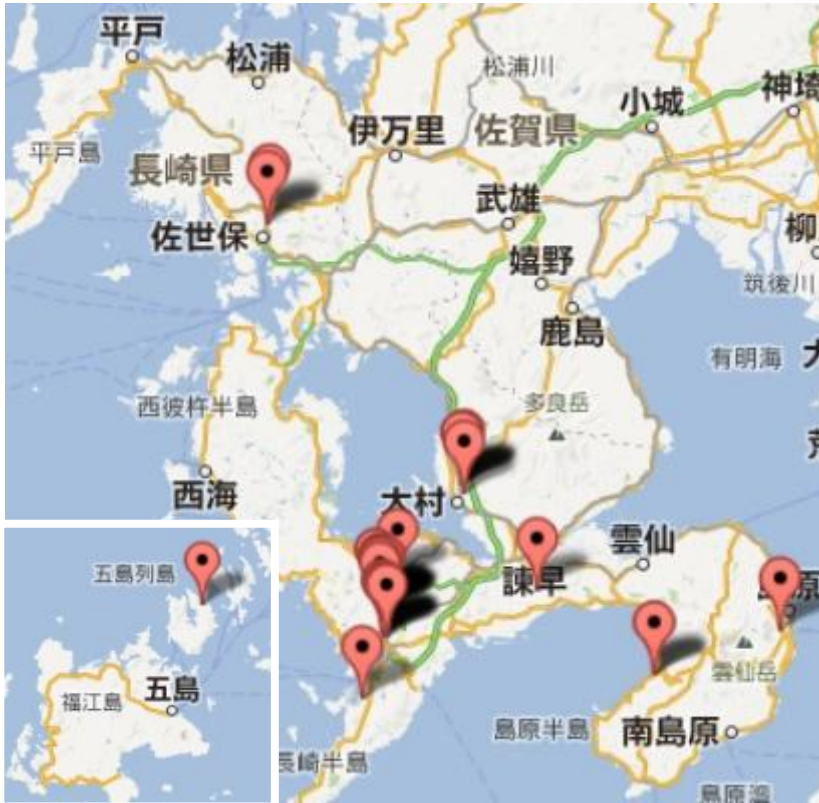 平戸
松浦
松浦川
小城
神埼
平戸島
長崎県
伊万里
佐賀県
佐世保
武雄
嬉野
筑後川
鹿島
有明海
西彼杵半島
多良岳
西海
大村
諫早
雲仙
五島列島
雲仙岳
福江島
五島
島原半島
南島原
長崎半島
島原湾